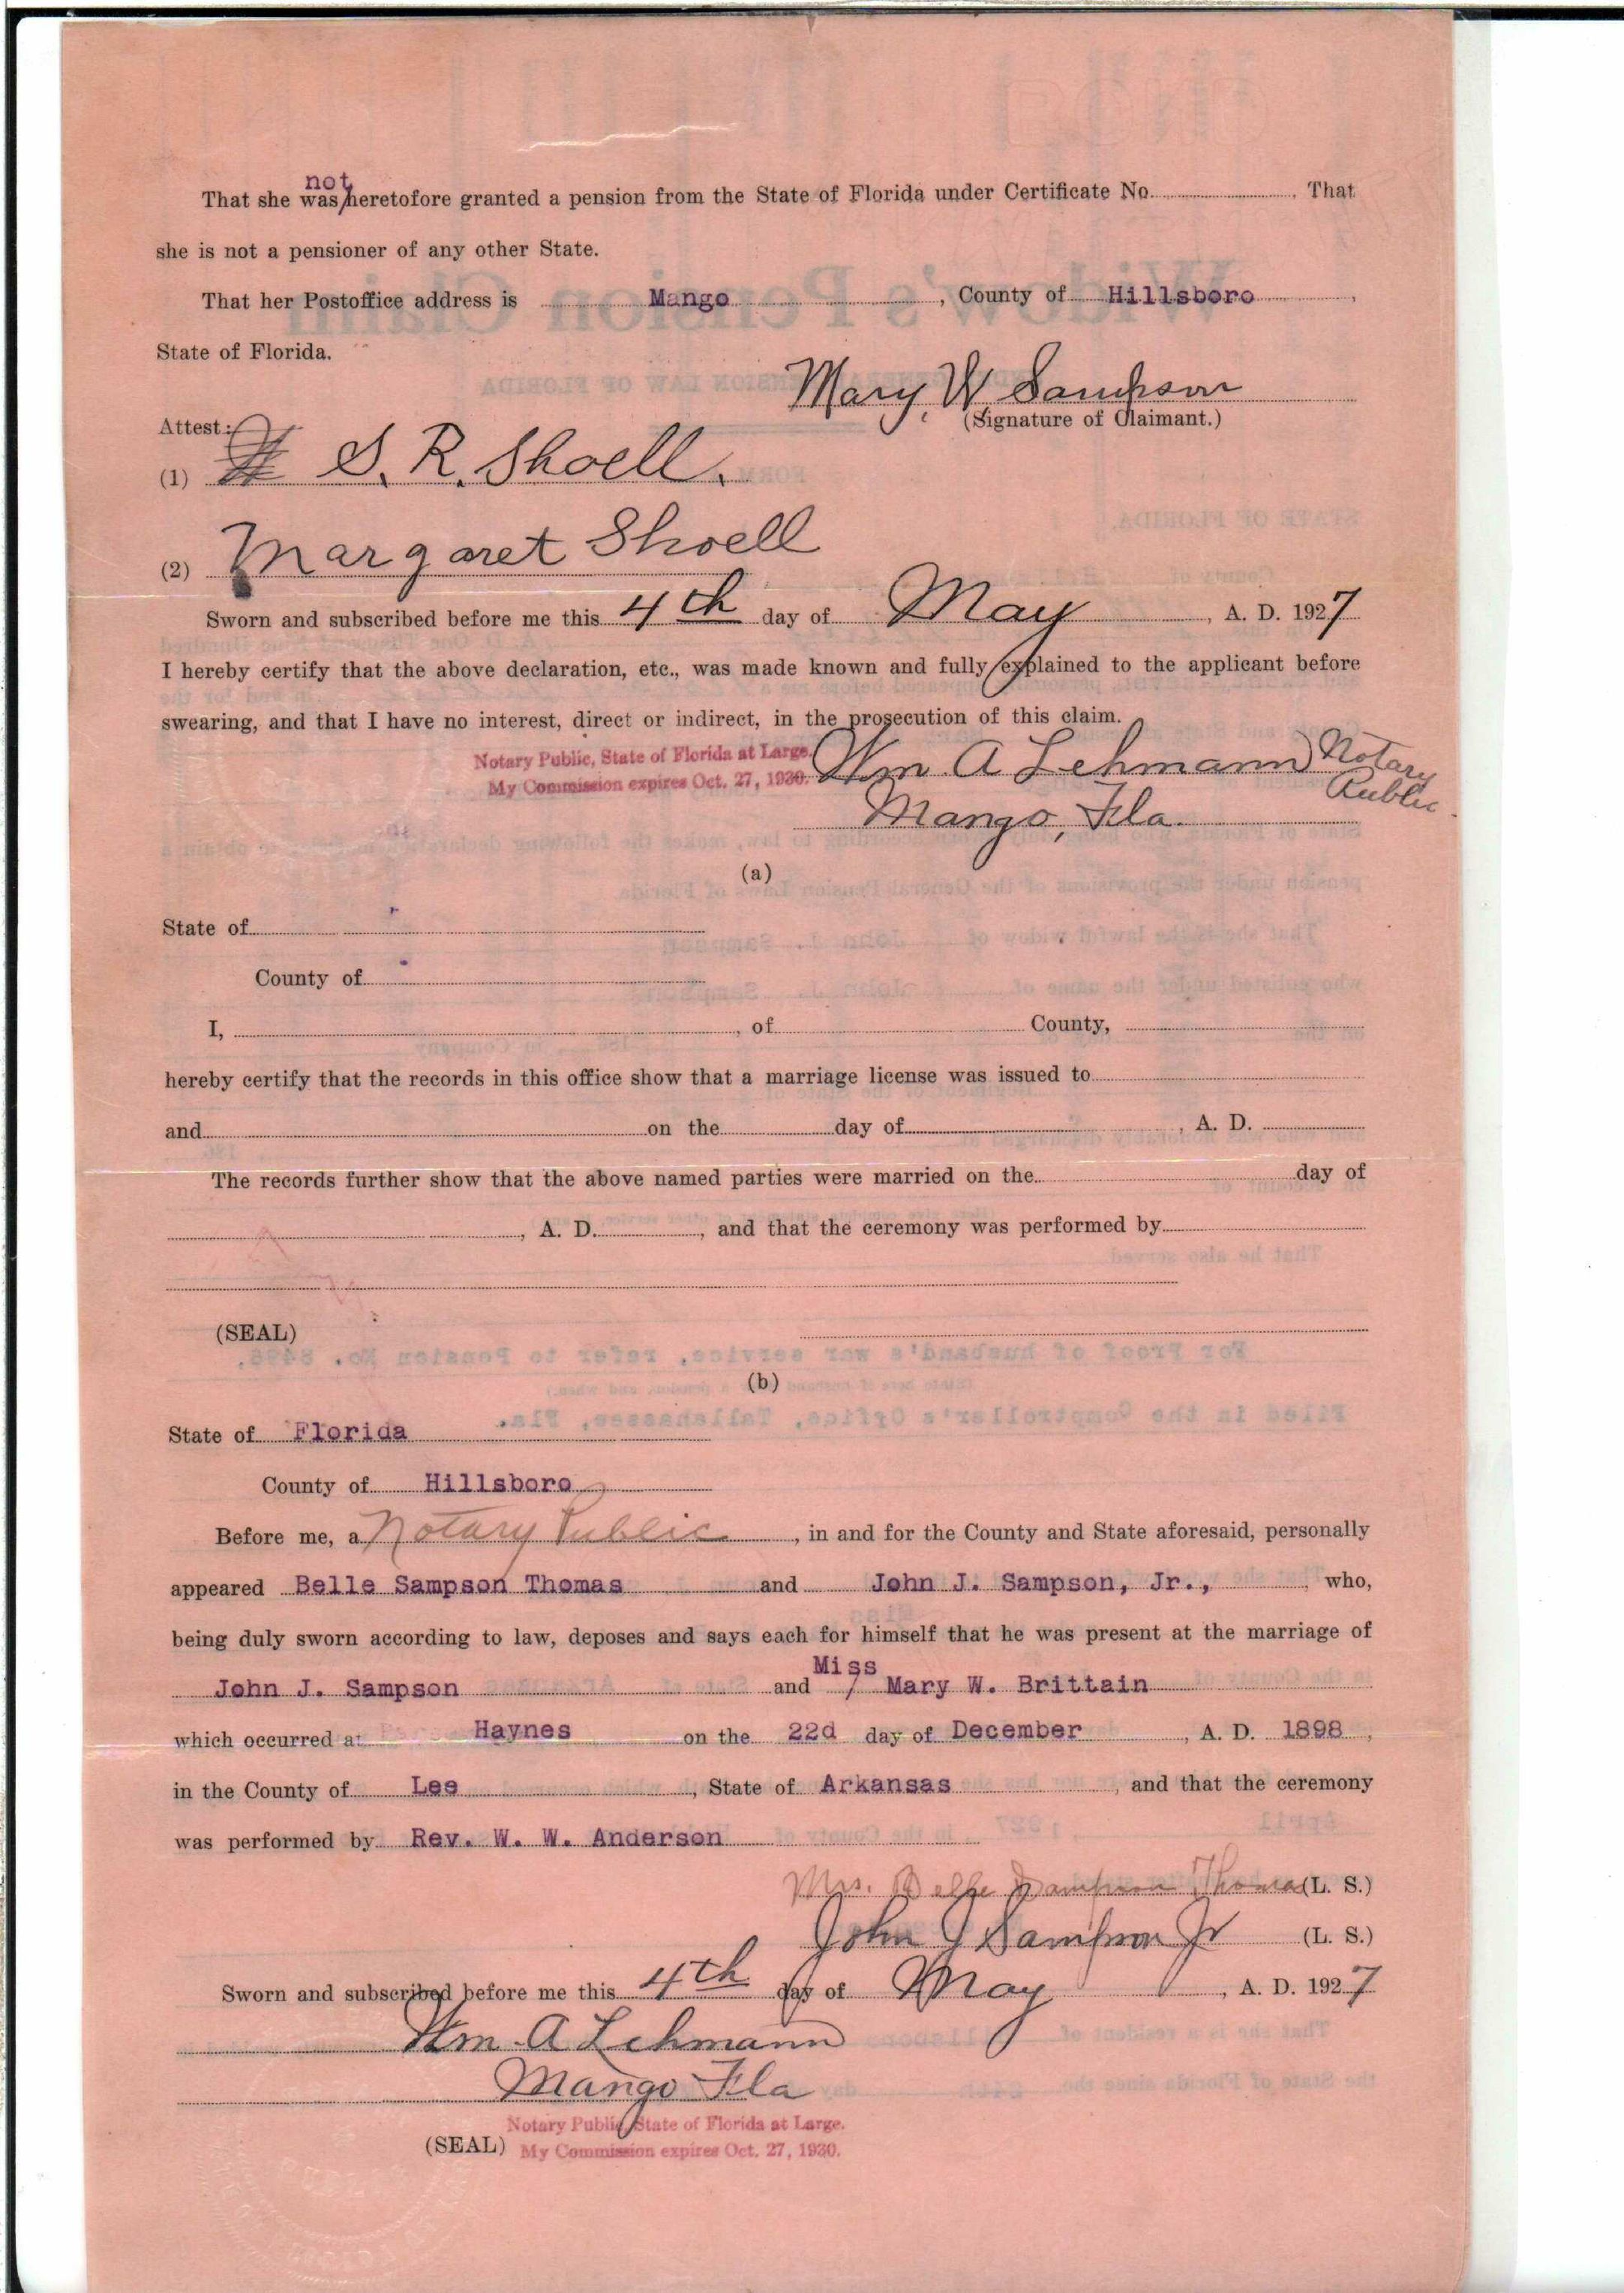 not
That she was/heretofore granted a pension from the State of Florida under Certificate No. . That
she is not a pensioner of any other State.
That her Postoffice address is Mango, County of Hillsboro,
State of Florida.
Mary W Sampson
(Signature of Claimant.)
Attest:
(1) S. R. Shoell.
(2) Margaret Shoell
Sworn and subscribed before me this 4th day of May, A. D. 1927
I hereby certify that the above declaration, etc., was made known and fully explained to the applicant before
swearing, and that I have no interest, direct or indirect, in the prosecution of this claim.
Notary Public, State of Florida at Large. Wm A Lehmann Notary
My Commission expires Oct. 27, 1930. Public
Mango, Fla.
(a)
State of
County of
I, , of County,
hereby certify that the records in this office show that a marriage license was issued to
and on the day of , A. D.
The records further show that the above named parties were married on the day of
, A. D. , and that the ceremony was performed by
(SEAL)
(b)
State of Florida
County of Hillsboro
Before me, a Notary Public, in and for the County and State aforesaid, personally
appeared Belle Sampson Thomas and John J. Sampson, Jr., who,
being duly sworn according to law, deposes and says each for himself that he was present at the marriage of
Miss
John J. Sampson and / Mary W. Brittain
which occurred at Haynes on the 22d day of December, A. D. 1898,
in the County of Lee, State of Arkansas, and that the ceremony
was performed by Rev. W. W. Anderson
Mrs. Belle Sampson Thomas (L. S.)
John J Sampson Jr (L. S.)
Sworn and subscribed before me this 4th day of May, A. D. 1927
Wm A Lehmann
Mango Fla
Notary Public, State of Florida at Large.
(SEAL) My Commission expires Oct. 27, 1930.